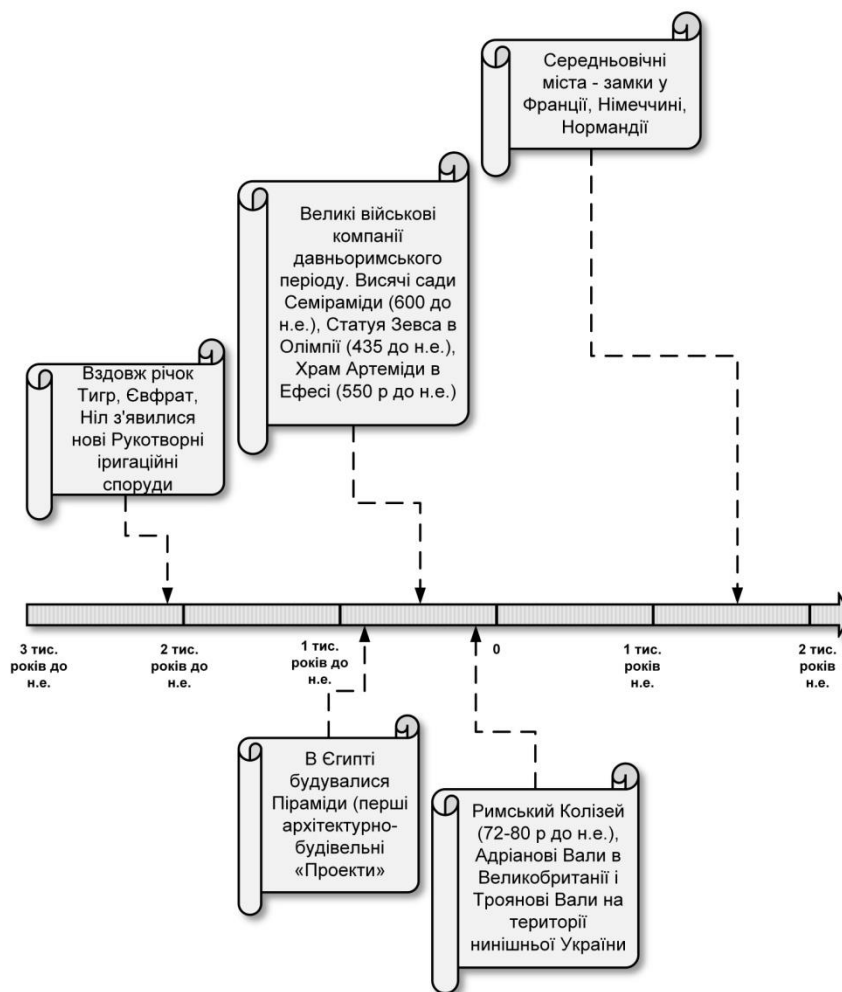 Середньовічні
міста - замки у
Франції, Німеччині,
Нормандії
Великі військові
компанії
давньоримського
періоду. Висячі сади
Семіраміди (600 до
н.е.), Статуя Зевса в
Олімпії (435 до н.е.),
Храм Артеміди в
Ефесі (550 р до н.е.)
Вздовж річок
Тигр, Євфрат,
Ніл з'явилися
нові Рукотворні
іригаційні
споруди
3 тис.
років до
н.е.
2 тис.
років до
н.е.
1 тис.
років до
н.е.
0
1 тис.
років
н.е.
2 тис.
років
н.е.
В Єгипті
будувалися
Піраміди (перші
архітектурно-
будівельні
«Проекти»
Римський Колізей
(72-80 р до н.е.),
Адріанові Вали в
Великобританії і
Троянові Вали на
території
нинішньої України